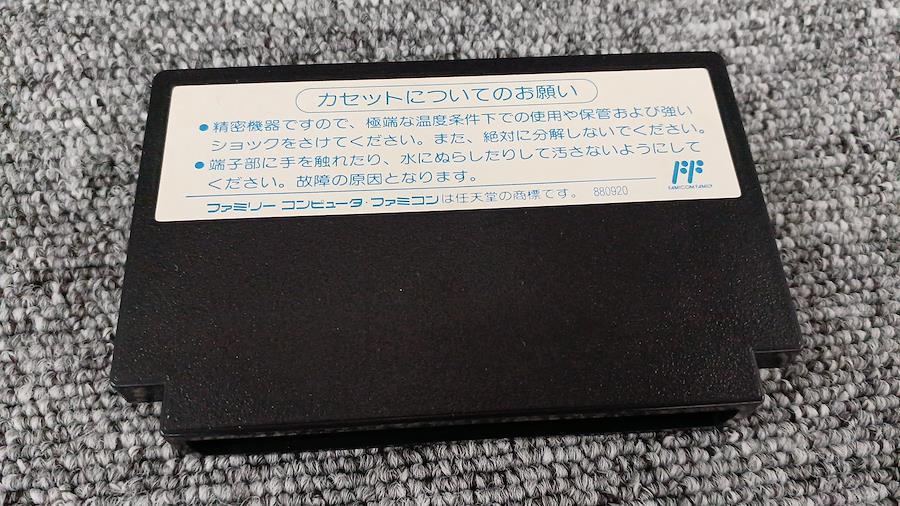 カセットについてのお願い
●精密機器ですので、極端な温度条件下での使用や保管および強い
ショックをさけてください。また、絶対に分解しないでください。
●端子部に手を触れたり、水にぬらしたりして汚さないようにして
ください。故障の原因となります。
FAMICOM FAMILY
ファミリー コンピュータ・ファミコンは任天堂の商標です。 880920